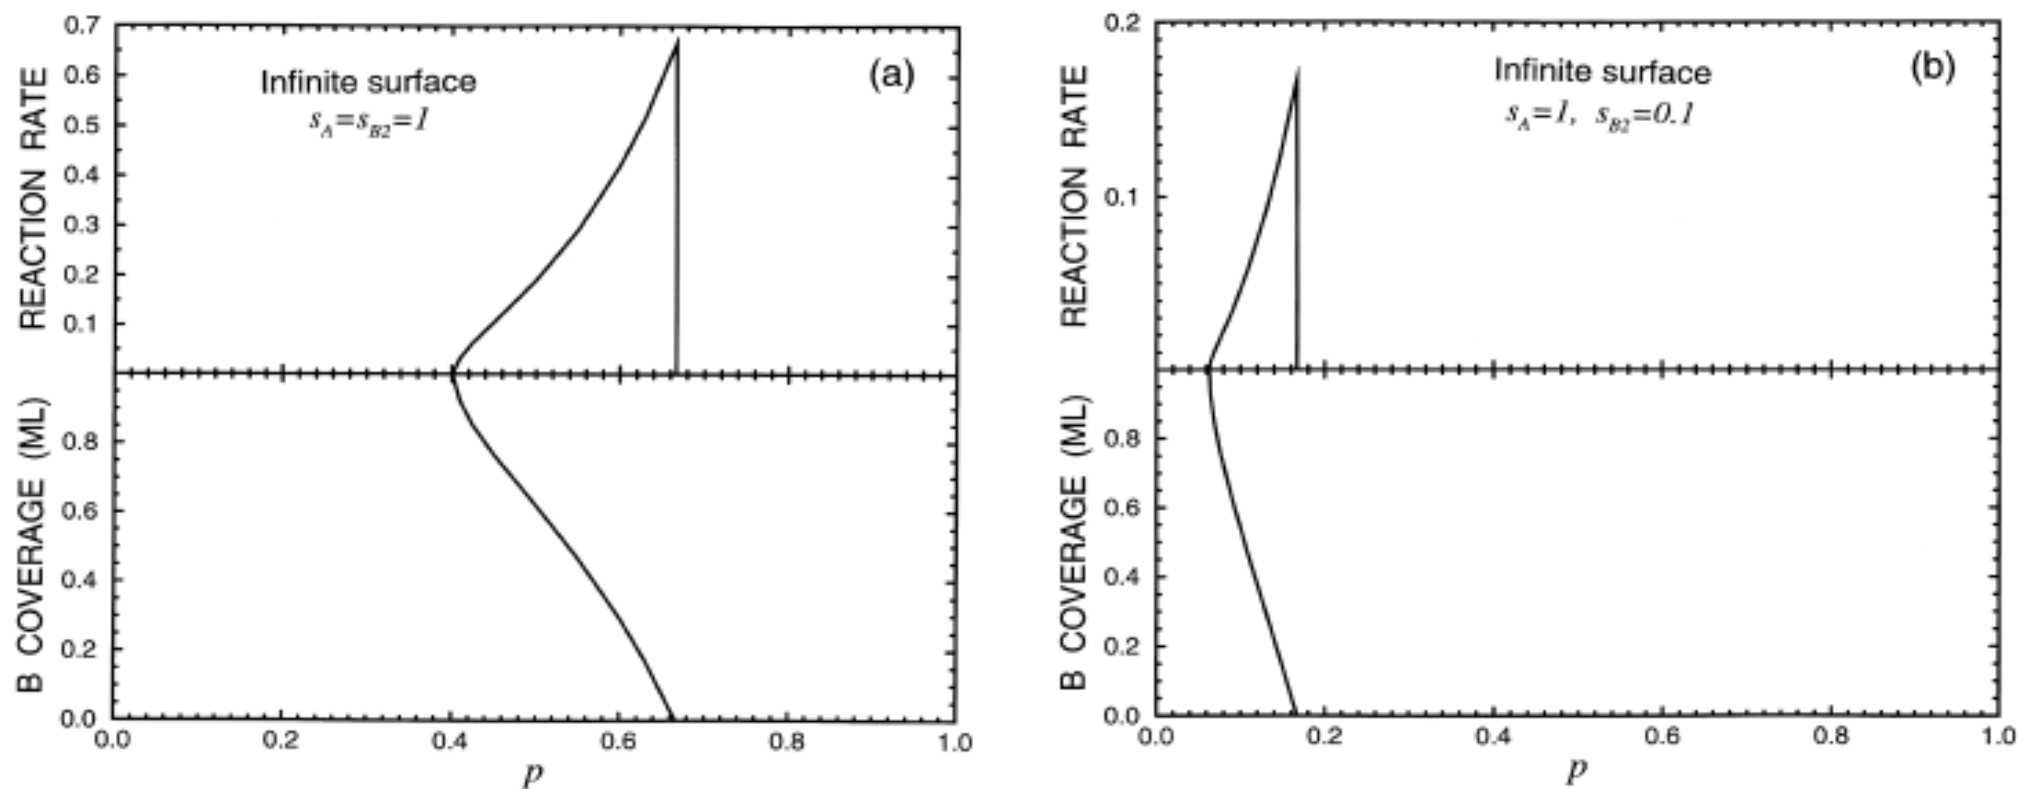 0.7
0.6
0.5
0.4
0.3
0.2
0.1
REACTION RATE
Infinite surface
s_A=s_B2=1
(a)
0.8
0.6
0.4
0.2
0.0
B COVERAGE (ML)
0.0 0.2 0.4 0.6 0.8 1.0
p
0.2
0.1
REACTION RATE
Infinite surface
s_A=1, s_B2=0.1
(b)
0.8
0.6
0.4
0.2
0.0
B COVERAGE (ML)
0.0 0.2 0.4 0.6 0.8 1.0
p